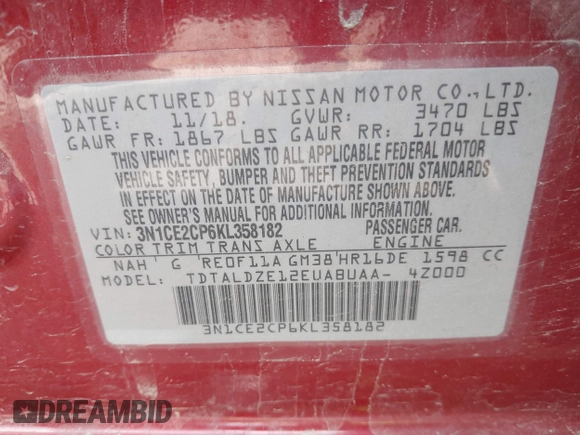 MANUFACTURED BY NISSAN MOTOR CO.,LTD.
DATE: 11/18. GVWR: 3470 LBS
GAWR FR: 1867 LBS GAWR RR: 1704 LBS
THIS VEHICLE CONFORMS TO ALL APPLICABLE FEDERAL MOTOR
VEHICLE SAFETY, BUMPER AND THEFT PREVENTION STANDARDS
IN EFFECT ON THE DATE OF MANUFACTURE SHOWN ABOVE.
SEE OWNER'S MANUAL FOR ADDITIONAL INFORMATION.
VIN: 3N1CE2CP6KL358182 PASSENGER CAR.
COLOR TRIM TRANS AXLE ENGINE
NAH ' G 'RE0F11A GM38'HR16DE 1598 CC
MODEL: TDTALDZE12EUABUAA- 4Z000
3N1CE2CP6KL358182
DREAMBID